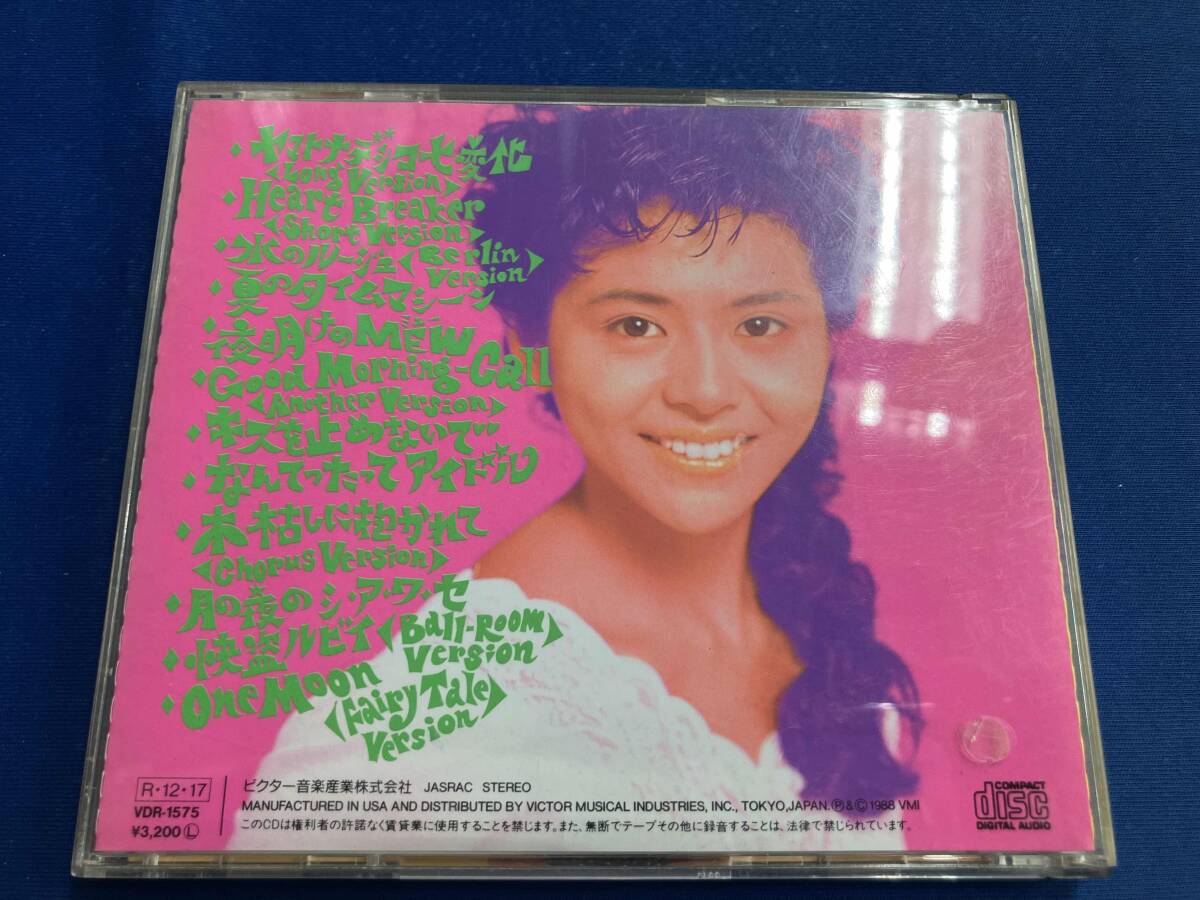 ヤマトナデシコ七変化
<Long Version>
Heart Breaker
<Short Version>
水のルージュ<Berlin Version>
夏のタイムマシーン
夜明けのMEW
ミュー
Good Morning-Call
<Another Version>
キスを止めないで…
なんてったってアイドル
木枯しに抱かれて
<Chorus Version>
月の夜のシ・ア・ワ・セ
快盗ルビイ<Ball-Room Version>
One Moon
<Fairy Tale Version>
R・12・17
VDR-1575
¥3,200 Ⓛ
ビクター音楽産業株式会社 JASRAC STEREO
MANUFACTURED IN USA AND DISTRIBUTED BY VICTOR MUSICAL INDUSTRIES, INC., TOKYO, JAPAN. Ⓟ&Ⓒ 1988 VMI
このCDは権利者の許諾なく賃貸業に使用することを禁じます。また、無断でテープその他に録音することは、法律で禁じられています。
COMPACT
disc
DIGITAL AUDIO